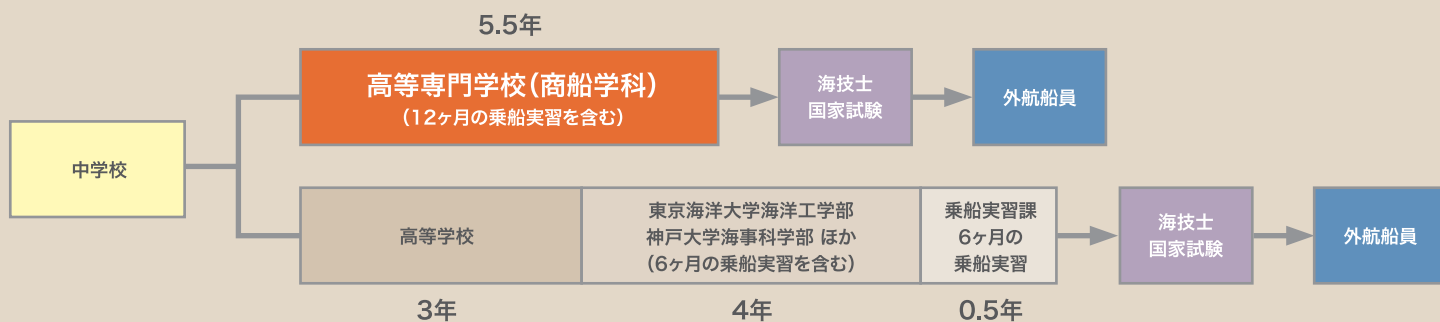 5.5年
高等専門学校（商船学科）
（12ヶ月の乗船実習を含む）
海技士
国家試験
外航船員
中学校
高等学校
東京海洋大学海洋工学部
神戸大学海事科学部 ほか
（6ヶ月の乗船実習を含む）
乗船実習課
6ヶ月の
乗船実習
海技士
国家試験
外航船員
3年
4年
0.5年